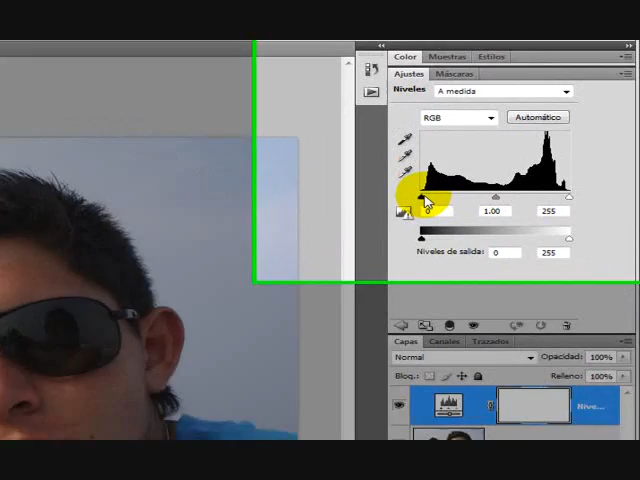 Color Muestras Estilos
Ajustes Máscaras
Niveles A medida
RGB Automático
0 1.00 255
Niveles de salida: 0 255
Capas Canales Trazados
Normal Opacidad: 100%
Bloq.: Relleno: 100%
Nive...